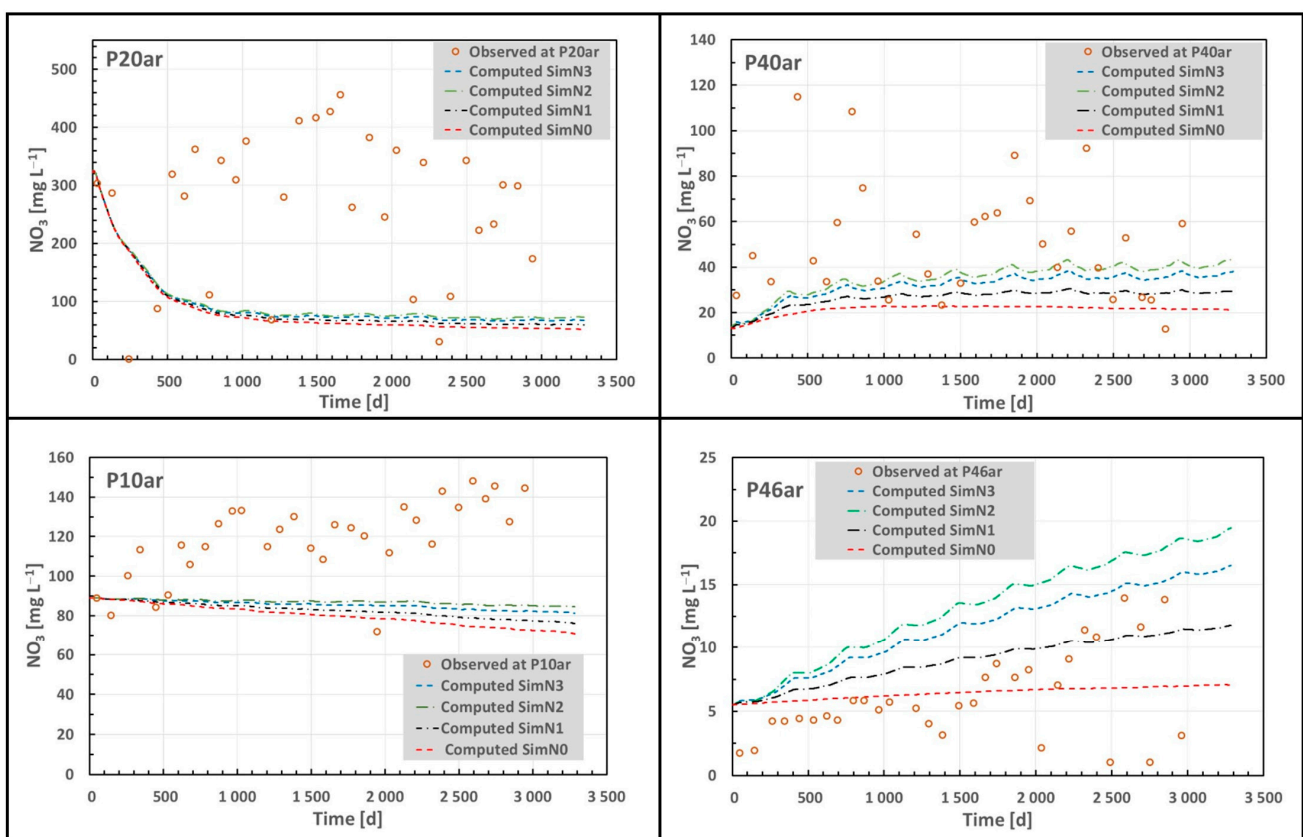 P20ar
Observed at P20ar
Computed SimN3
Computed SimN2
Computed SimN1
Computed SimN0
NO₃ [mg L⁻¹]
500
400
300
200
100
0
0 500 1 000 1 500 2 000 2 500 3 000 3 500
Time [d]
P40ar
Observed at P40ar
Computed SimN3
Computed SimN2
Computed SimN1
Computed SimN0
NO₃ [mg L⁻¹]
140
120
100
80
60
40
20
0
0 500 1 000 1 500 2 000 2 500 3 000 3 500
Time [d]
P10ar
Observed at P10ar
Computed SimN3
Computed SimN2
Computed SimN1
Computed SimN0
NO₃ [mg L⁻¹]
160
140
120
100
80
60
40
20
0
0 500 1 000 1 500 2 000 2 500 3 000 3 500
Time [d]
P46ar
Observed at P46ar
Computed SimN3
Computed SimN2
Computed SimN1
Computed SimN0
NO₃ [mg L⁻¹]
25
20
15
10
5
0
0 500 1 000 1 500 2 000 2 500 3 000 3 500
Time [d]